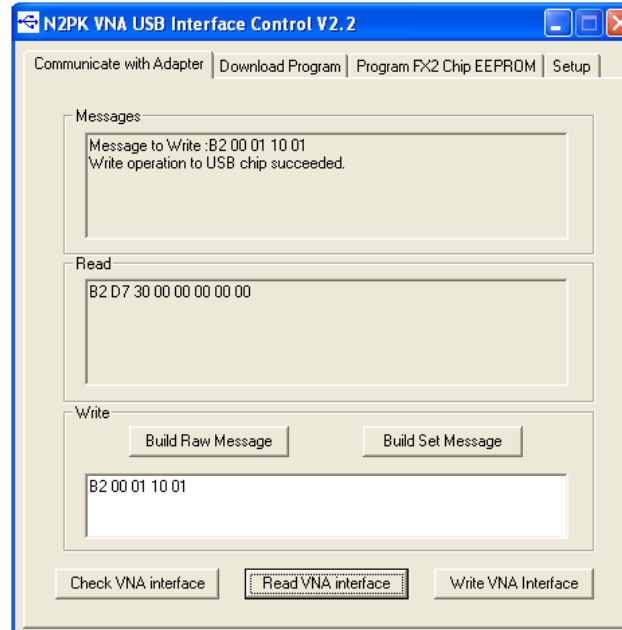 N2PK VNA USB Interface Control V2.2
Communicate with Adapter Download Program Program FX2 Chip EEPROM Setup
Messages
Message to Write :B2 00 01 10 01
Write operation to USB chip succeeded.
Read
B2 D7 30 00 00 00 00 00
Write
Build Raw Message Build Set Message
B2 00 01 10 01
Check VNA interface Read VNA interface Write VNA Interface